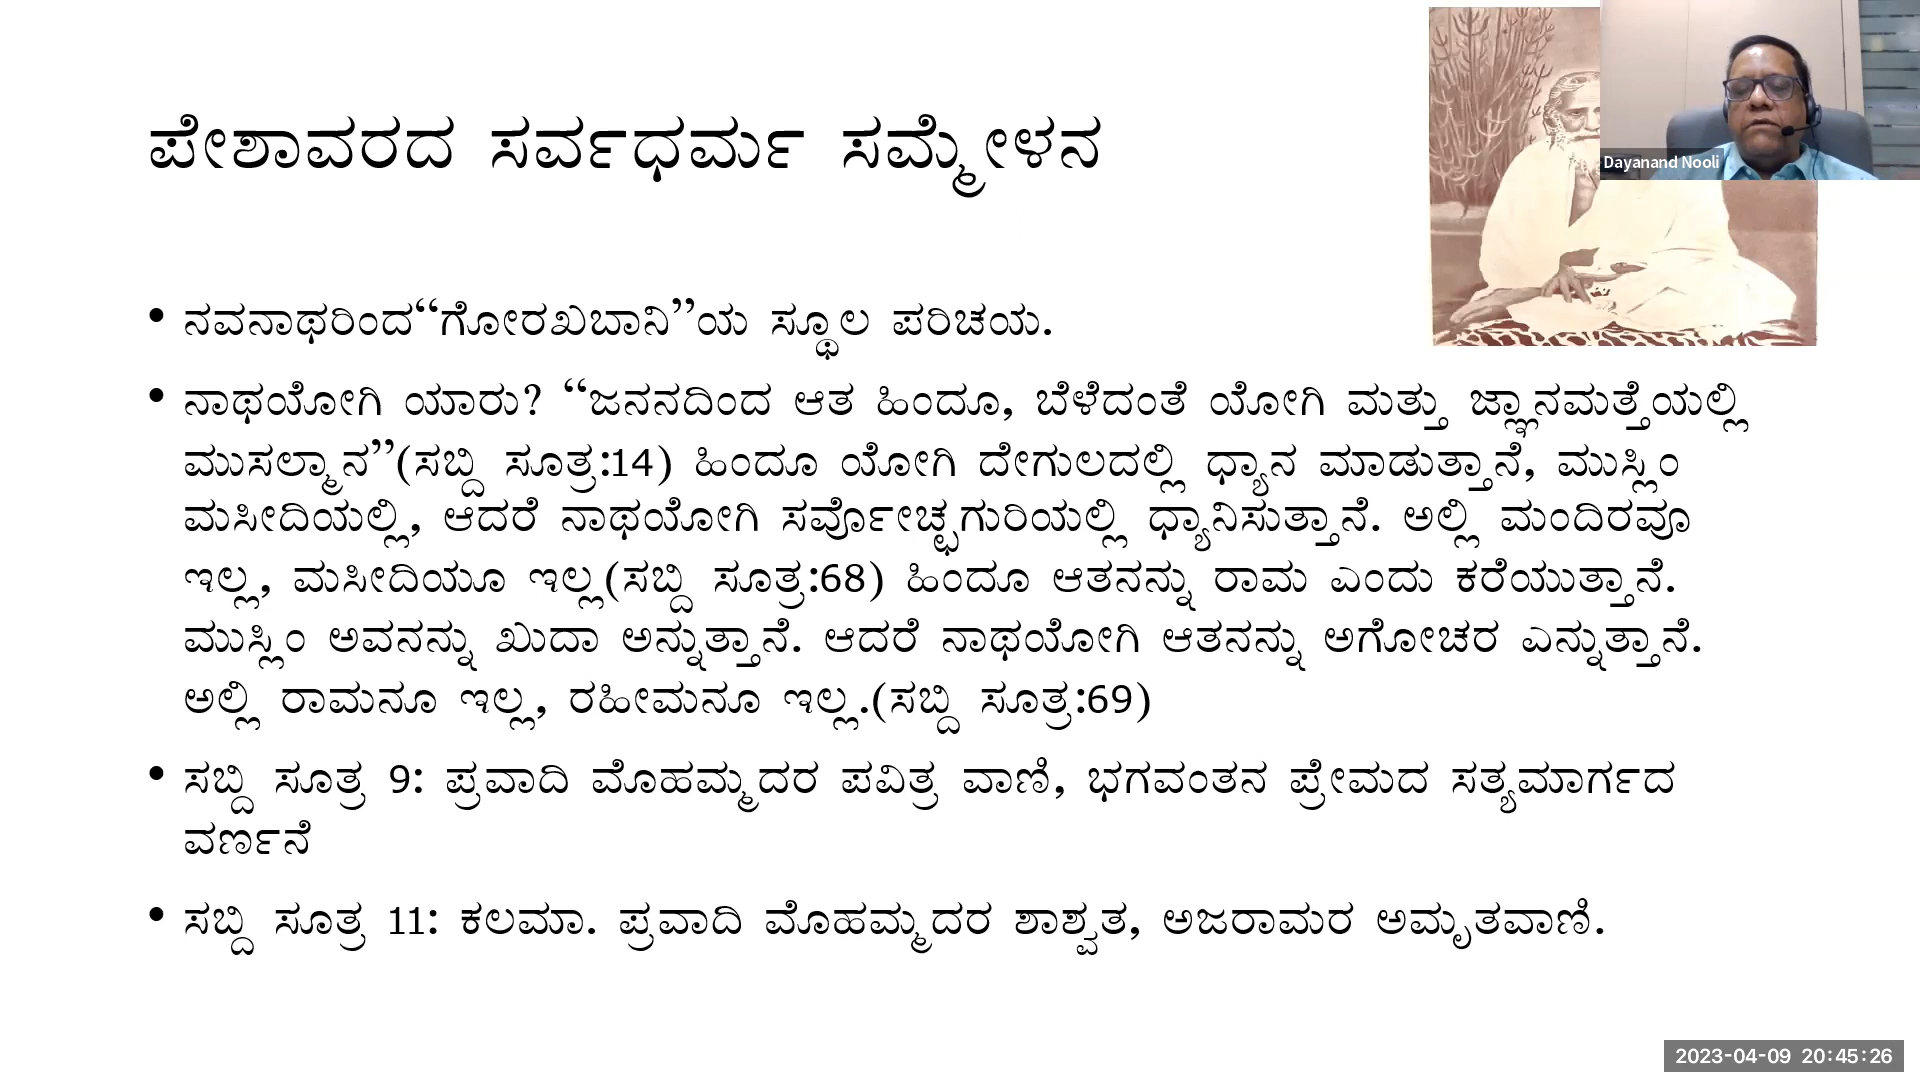 ಪೇಶಾವರದ ಸರ್ವಧರ್ಮ ಸಮ್ಮೇಳನ
Dayanand Nooli
• ನವನಾಥರಿಂದ“ಗೋರಖಬಾನಿ”ಯ ಸ್ಥೂಲ ಪರಿಚಯ.
• ನಾಥಯೋಗಿ ಯಾರು? “ಜನನದಿಂದ ಆತ ಹಿಂದೂ, ಬೆಳೆದಂತೆ ಯೋಗಿ ಮತ್ತು ಜ್ಞಾನಮತ್ತೆಯಲ್ಲಿ
ಮುಸಲ್ಮಾನ”(ಸಬ್ದಿ ಸೂತ್ರ:14) ಹಿಂದೂ ಯೋಗಿ ದೇಗುಲದಲ್ಲಿ ಧ್ಯಾನ ಮಾಡುತ್ತಾನೆ, ಮುಸ್ಲಿಂ
ಮಸೀದಿಯಲ್ಲಿ, ಆದರೆ ನಾಥಯೋಗಿ ಸರ್ವೋಚ್ಛಗುರಿಯಲ್ಲಿ ಧ್ಯಾನಿಸುತ್ತಾನೆ. ಅಲ್ಲಿ ಮಂದಿರವೂ
ಇಲ್ಲ, ಮಸೀದಿಯೂ ಇಲ್ಲ(ಸಬ್ದಿ ಸೂತ್ರ:68) ಹಿಂದೂ ಆತನನ್ನು ರಾಮ ಎಂದು ಕರೆಯುತ್ತಾನೆ.
ಮುಸ್ಲಿಂ ಅವನನ್ನು ಖುದಾ ಅನ್ನುತ್ತಾನೆ. ಆದರೆ ನಾಥಯೋಗಿ ಆತನನ್ನು ಅಗೋಚರ ಎನ್ನುತ್ತಾನೆ.
ಅಲ್ಲಿ ರಾಮನೂ ಇಲ್ಲ, ರಹೀಮನೂ ಇಲ್ಲ.(ಸಬ್ದಿ ಸೂತ್ರ:69)
• ಸಬ್ದಿ ಸೂತ್ರ 9: ಪ್ರವಾದಿ ಮೊಹಮ್ಮದರ ಪವಿತ್ರ ವಾಣಿ, ಭಗವಂತನ ಪ್ರೇಮದ ಸತ್ಯಮಾರ್ಗದ
ವರ್ಣನೆ
• ಸಬ್ದಿ ಸೂತ್ರ 11: ಕಲಮಾ. ಪ್ರವಾದಿ ಮೊಹಮ್ಮದರ ಶಾಶ್ವತ, ಅಜರಾಮರ ಅಮೃತವಾಣಿ.
2023-04-09 20:45:26